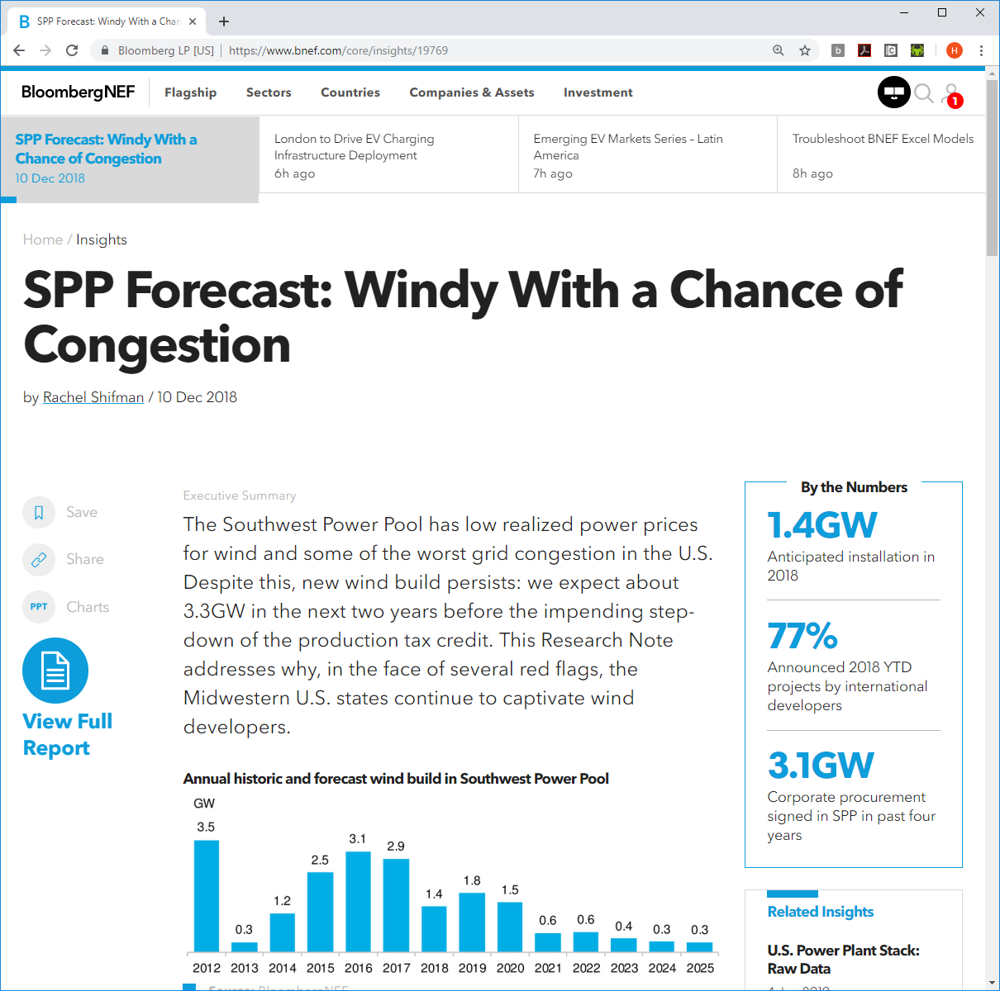 SPP Forecast: Windy With a Chan
Bloomberg LP [US] | https://www.bnef.com/core/insights/19769
BloombergNEF
Flagship
Sectors
Countries
Companies & Assets
Investment
1
SPP Forecast: Windy With a
Chance of Congestion
10 Dec 2018
London to Drive EV Charging
Infrastructure Deployment
6h ago
Emerging EV Markets Series - Latin
America
7h ago
Troubleshoot BNEF Excel Models
8h ago
Home / Insights
SPP Forecast: Windy With a Chance of
Congestion
by Rachel Shifman / 10 Dec 2018
Save
Share
PPT Charts
View Full
Report
Executive Summary
The Southwest Power Pool has low realized power prices
for wind and some of the worst grid congestion in the U.S.
Despite this, new wind build persists: we expect about
3.3GW in the next two years before the impending step-
down of the production tax credit. This Research Note
addresses why, in the face of several red flags, the
Midwestern U.S. states continue to captivate wind
developers.
Annual historic and forecast wind build in Southwest Power Pool
GW
3.5 0.3 1.2 2.5 3.1 2.9 1.4 1.8 1.5 0.6 0.6 0.4 0.3 0.3
2012 2013 2014 2015 2016 2017 2018 2019 2020 2021 2022 2023 2024 2025
Source: BloombergNEF
By the Numbers
1.4GW
Anticipated installation in
2018
77%
Announced 2018 YTD
projects by international
developers
3.1GW
Corporate procurement
signed in SPP in past four
years
Related Insights
U.S. Power Plant Stack:
Raw Data